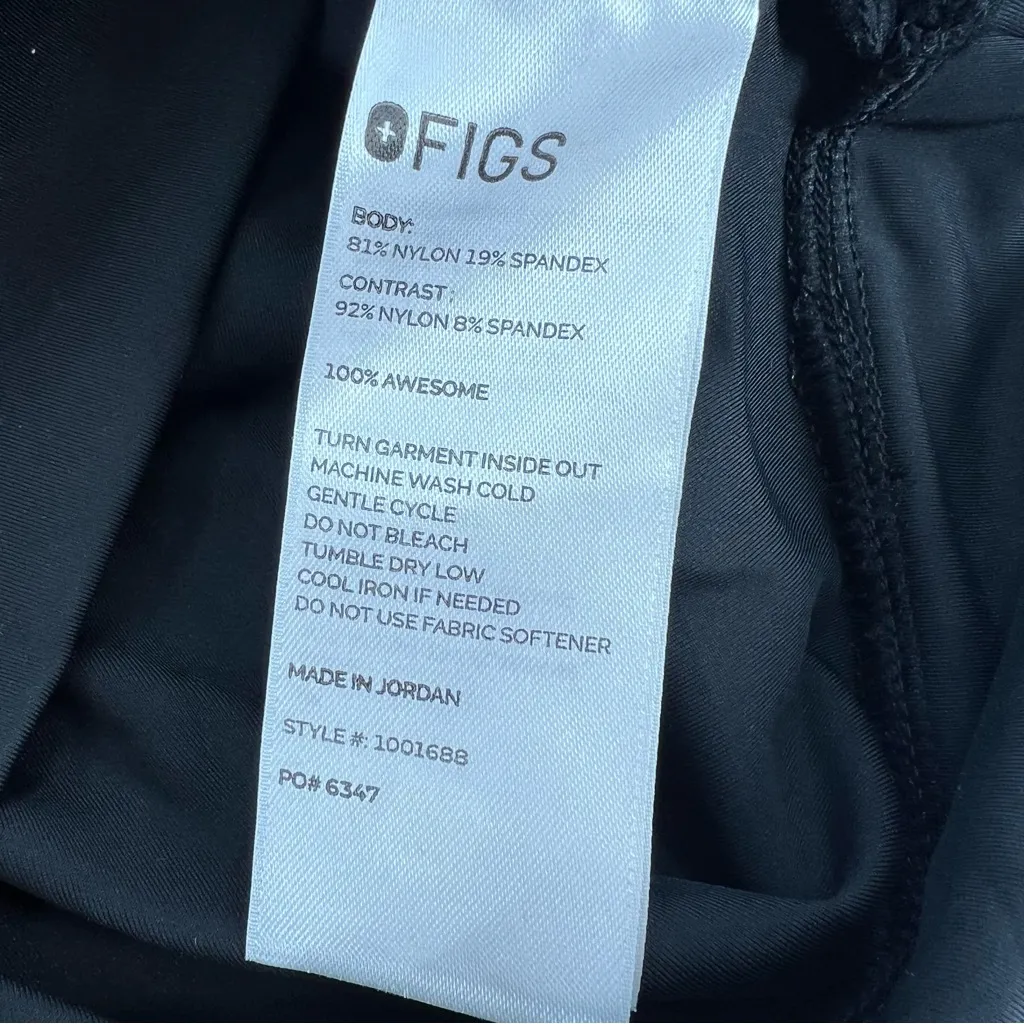 FIGS
BODY:
81% NYLON 19% SPANDEX
CONTRAST:
92% NYLON 8% SPANDEX
100% AWESOME
TURN GARMENT INSIDE OUT
MACHINE WASH COLD
GENTLE CYCLE
DO NOT BLEACH
TUMBLE DRY LOW
COOL IRON IF NEEDED
DO NOT USE FABRIC SOFTENER
MADE IN JORDAN
STYLE #: 1001688
PO# 6347